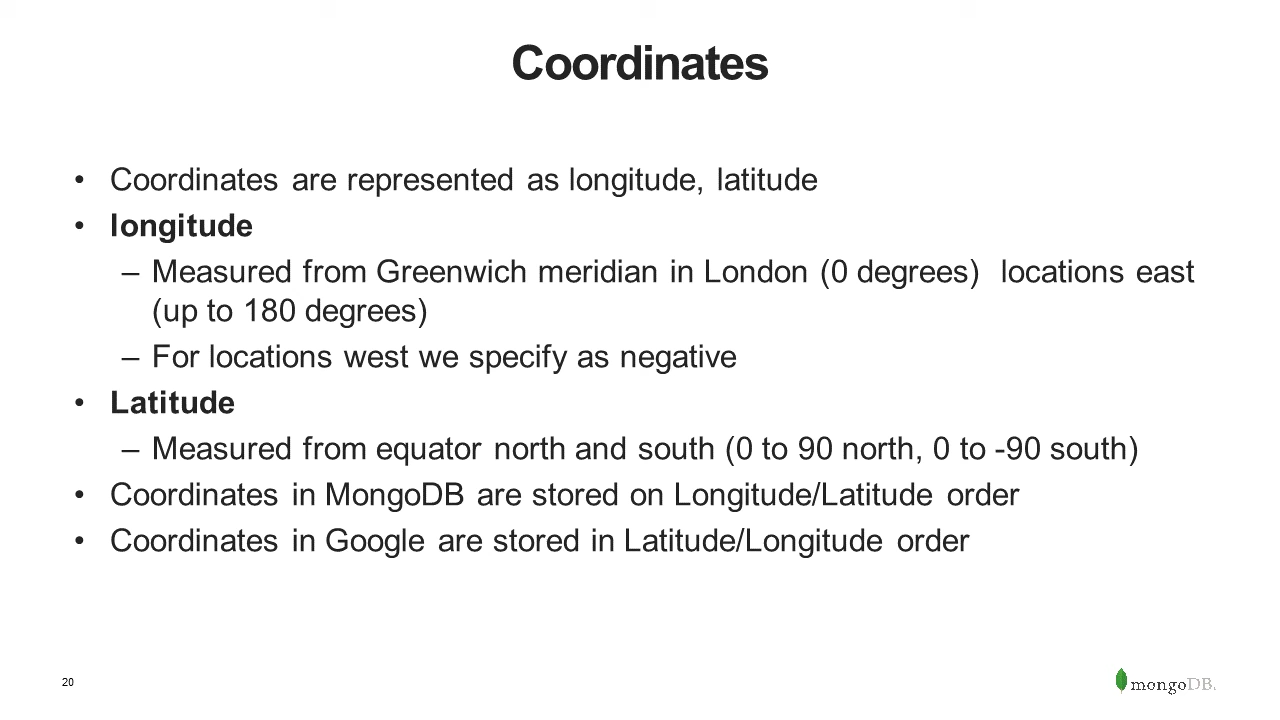 Coordinates
• Coordinates are represented as longitude, latitude
• longitude
– Measured from Greenwich meridian in London (0 degrees)  locations east
(up to 180 degrees)
– For locations west we specify as negative
• Latitude
– Measured from equator north and south (0 to 90 north, 0 to -90 south)
• Coordinates in MongoDB are stored on Longitude/Latitude order
• Coordinates in Google are stored in Latitude/Longitude order
20
mongoDB.